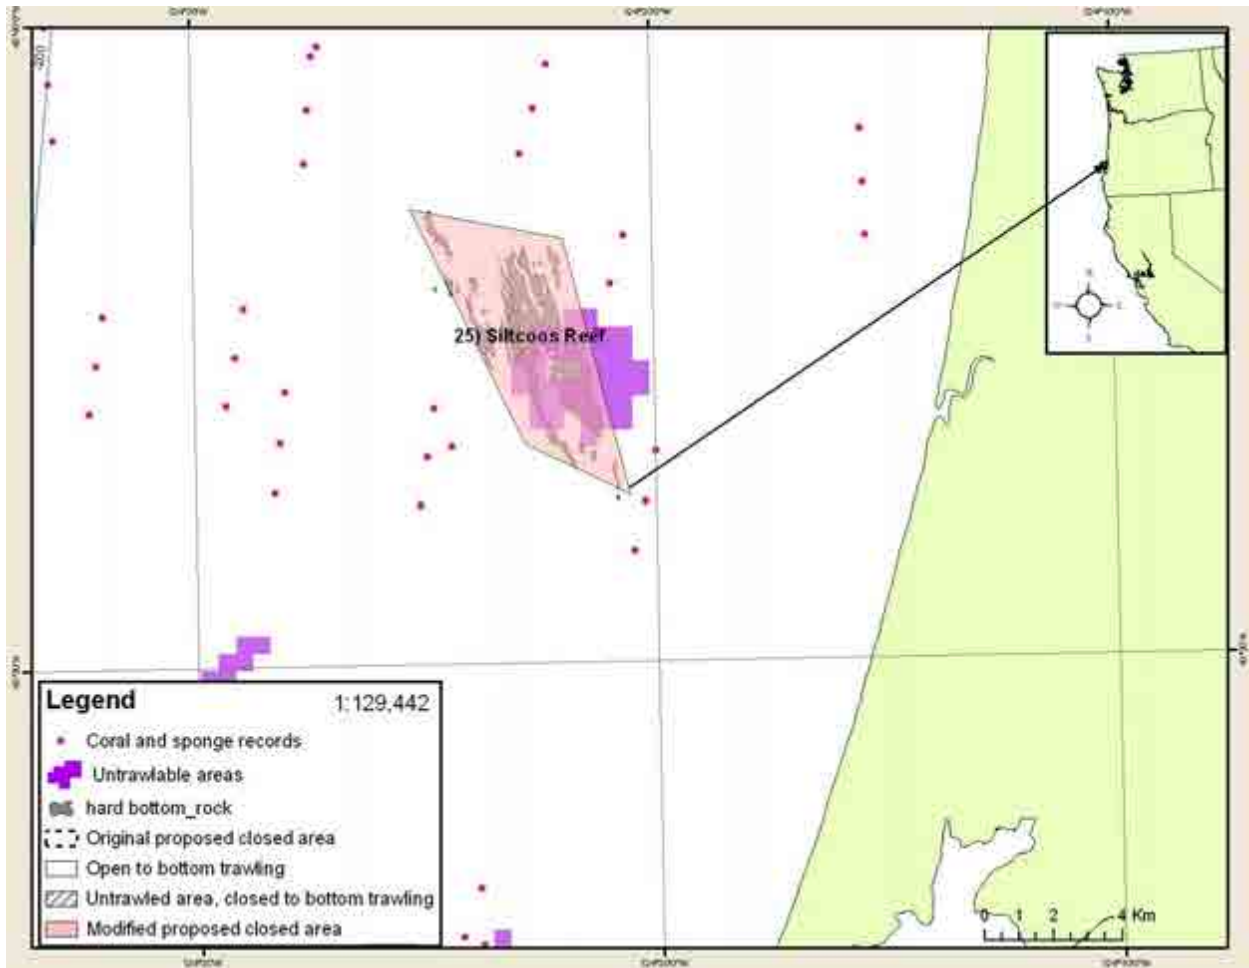 25) Siltcoos Reef
Legend
1:129,442
Coral and sponge records
Untrawlable areas
hard bottom_rock
Original proposed closed area
Open to bottom trawling
Untrawled area, closed to bottom trawling
Modified proposed closed area
0 1 2 4 Km